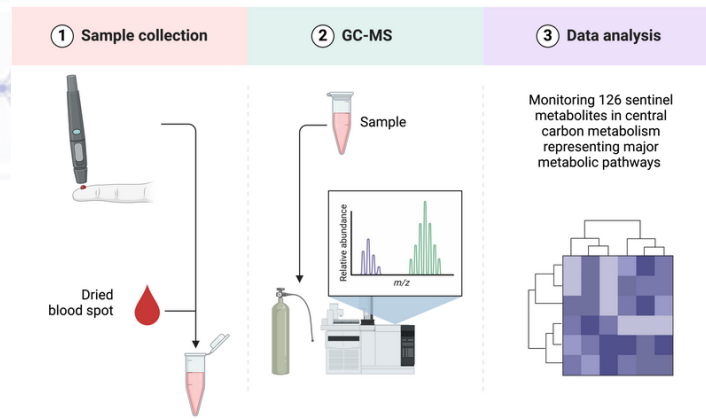 1 Sample collection
2 GC-MS
3 Data analysis
Dried
blood spot
Sample
Relative abundance
m/z
Monitoring 126 sentinel
metabolites in central
carbon metabolism
representing major
metabolic pathways